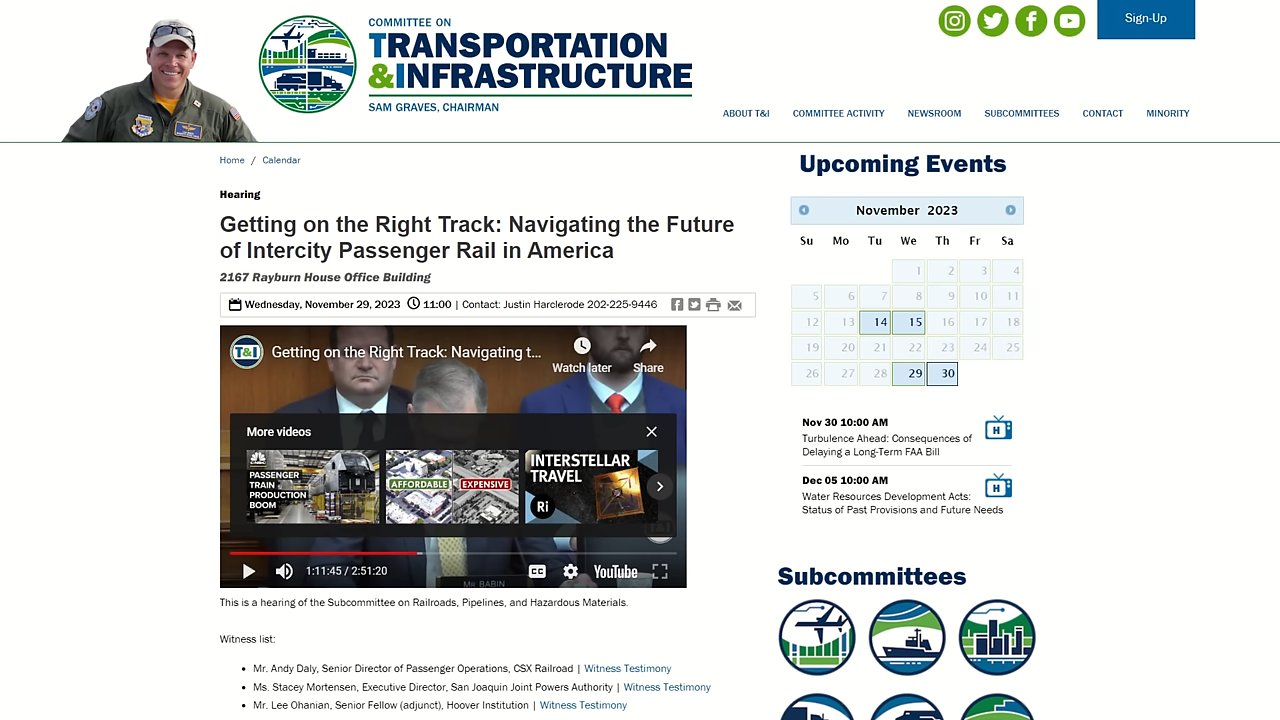 COMMITTEE ON
TRANSPORTATION
&INFRASTRUCTURE
SAM GRAVES, CHAIRMAN
Sign-Up
ABOUT T&I
COMMITTEE ACTIVITY
NEWSROOM
SUBCOMMITTEES
CONTACT
MINORITY
Home / Calendar
Hearing
Getting on the Right Track: Navigating the Future
of Intercity Passenger Rail in America
2167 Rayburn House Office Building
Wednesday, November 29, 2023 11:00 | Contact: Justin Harclerode 202-225-9446
T&I
Getting on the Right Track: Navigating t...
Watch later
Share
More videos
PASSENGER
TRAIN
PRODUCTION
BOOM
AFFORDABLE
EXPENSIVE
INTERSTELLAR
TRAVEL
Ri
1:11:45 / 2:51:20
CC
YouTube
MR. BABIN
This is a hearing of the Subcommittee on Railroads, Pipelines, and Hazardous Materials.
Witness list:
• Mr. Andy Daly, Senior Director of Passenger Operations, CSX Railroad | Witness Testimony
• Ms. Stacey Mortensen, Executive Director, San Joaquin Joint Powers Authority | Witness Testimony
• Mr. Lee Ohanian, Senior Fellow (adjunct), Hoover Institution | Witness Testimony
Upcoming Events
November 2023
Su Mo Tu We Th Fr Sa
1 2 3 4
5 6 7 8 9 10 11
12 13 14 15 16 17 18
19 20 21 22 23 24 25
26 27 28 29 30
Nov 30 10:00 AM
Turbulence Ahead: Consequences of
Delaying a Long-Term FAA Bill
H
Dec 05 10:00 AM
Water Resources Development Acts:
Status of Past Provisions and Future Needs
H
Subcommittees